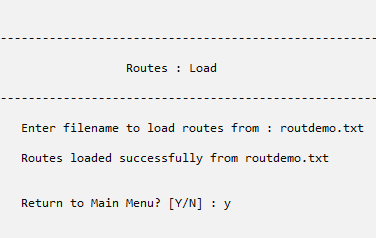 ------------------------------------------------------
Routes : Load
------------------------------------------------------
Enter filename to load routes from : routdemo.txt
Routes loaded successfully from routdemo.txt
Return to Main Menu? [Y/N] : y